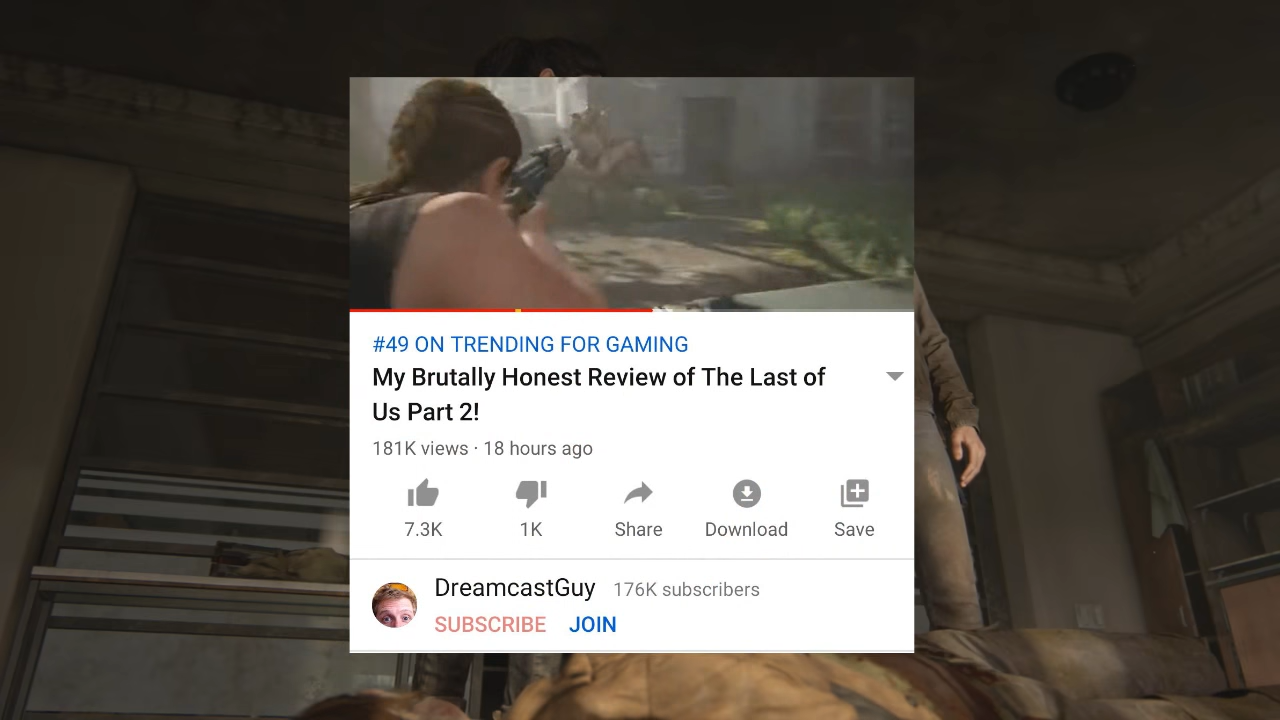 #49 ON TRENDING FOR GAMING
My Brutally Honest Review of The Last of
Us Part 2!
181K views · 18 hours ago
7.3K 1K Share Download Save
DreamcastGuy 176K subscribers
SUBSCRIBE JOIN